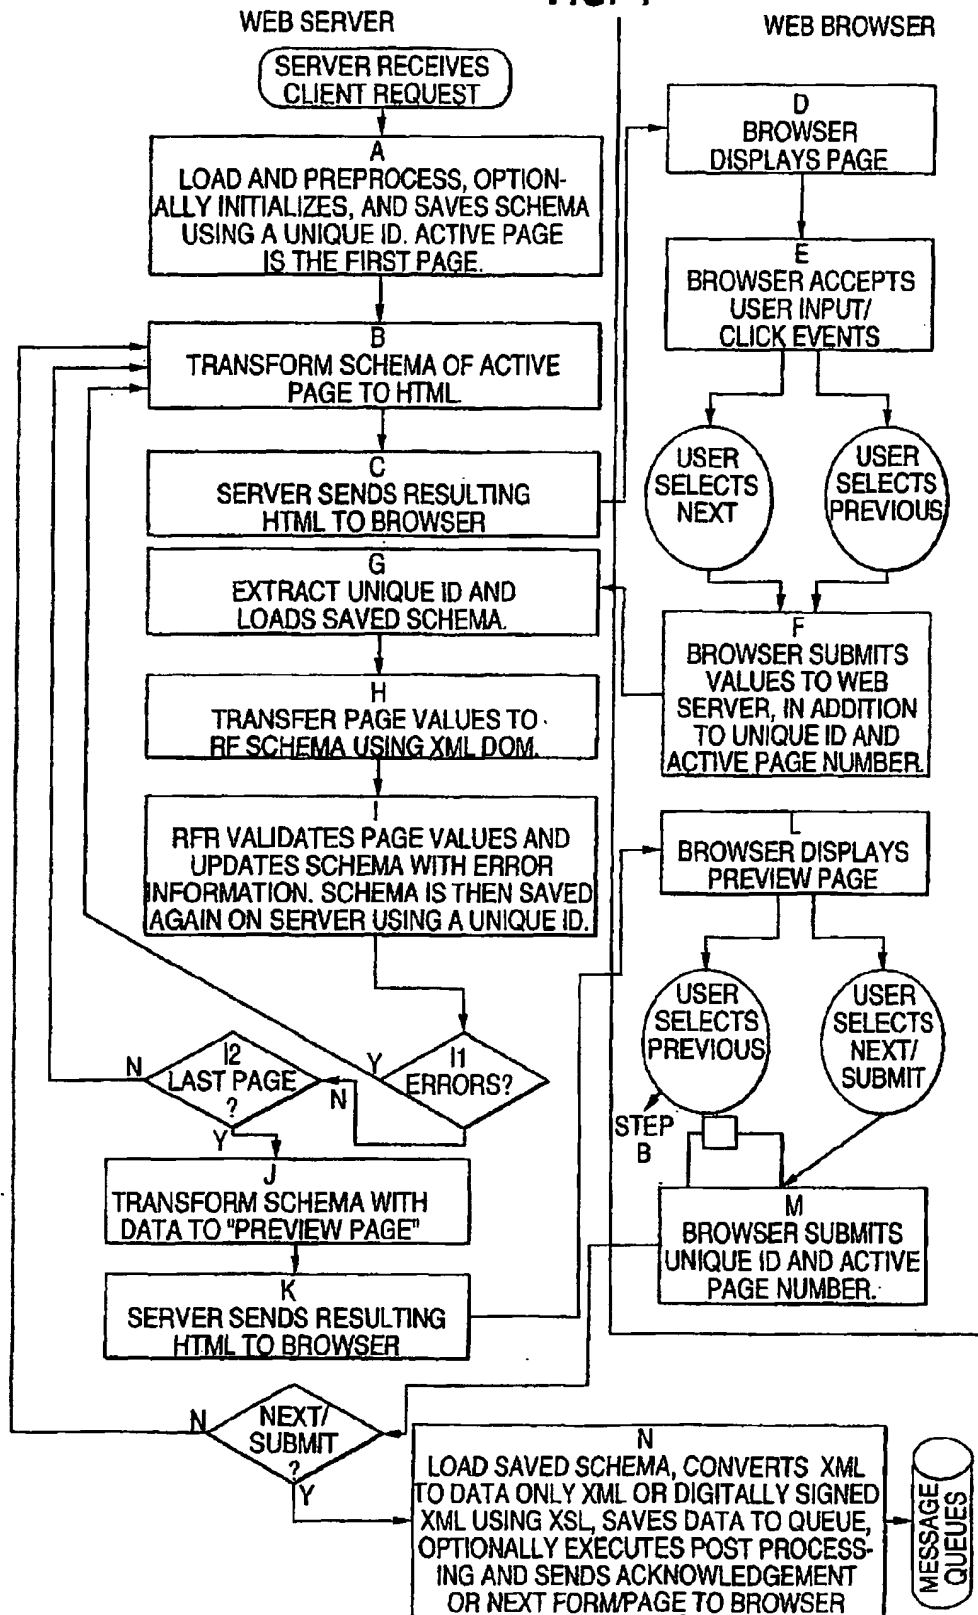 WEB SERVER
SERVER RECEIVES
CLIENT REQUEST
A
LOAD AND PREPROCESS, OPTION-
ALLY INITIALIZES, AND SAVES SCHEMA
USING A UNIQUE ID. ACTIVE PAGE
IS THE FIRST PAGE.
B
TRANSFORM SCHEMA OF ACTIVE
PAGE TO HTML.
C
SERVER SENDS RESULTING
HTML TO BROWSER
G
EXTRACT UNIQUE ID AND
LOADS SAVED SCHEMA.
H
TRANSFER PAGE VALUES TO
RF SCHEMA USING XML DOM.
I
RFR VALIDATES PAGE VALUES AND
UPDATES SCHEMA WITH ERROR
INFORMATION. SCHEMA IS THEN SAVED
AGAIN ON SERVER USING A UNIQUE ID.
I1
ERRORS?
Y
N
I2
LAST PAGE
?
N
Y
J
TRANSFORM SCHEMA WITH
DATA TO "PREVIEW PAGE"
K
SERVER SENDS RESULTING
HTML TO BROWSER
NEXT/
SUBMIT
?
N
Y
N
LOAD SAVED SCHEMA, CONVERTS XML
TO DATA ONLY XML OR DIGITALLY SIGNED
XML USING XSL, SAVES DATA TO QUEUE,
OPTIONALLY EXECUTES POST PROCESS-
ING AND SENDS ACKNOWLEDGEMENT
OR NEXT FORM/PAGE TO BROWSER
MESSAGE
QUEUES
WEB BROWSER
D
BROWSER
DISPLAYS PAGE
E
BROWSER ACCEPTS
USER INPUT/
CLICK EVENTS
USER
SELECTS
NEXT
USER
SELECTS
PREVIOUS
F
BROWSER SUBMITS
VALUES TO WEB
SERVER, IN ADDITION
TO UNIQUE ID AND
ACTIVE PAGE NUMBER.
L
BROWSER DISPLAYS
PREVIEW PAGE
USER
SELECTS
PREVIOUS
USER
SELECTS
NEXT/
SUBMIT
STEP
B
M
BROWSER SUBMITS
UNIQUE ID AND ACTIVE
PAGE NUMBER.